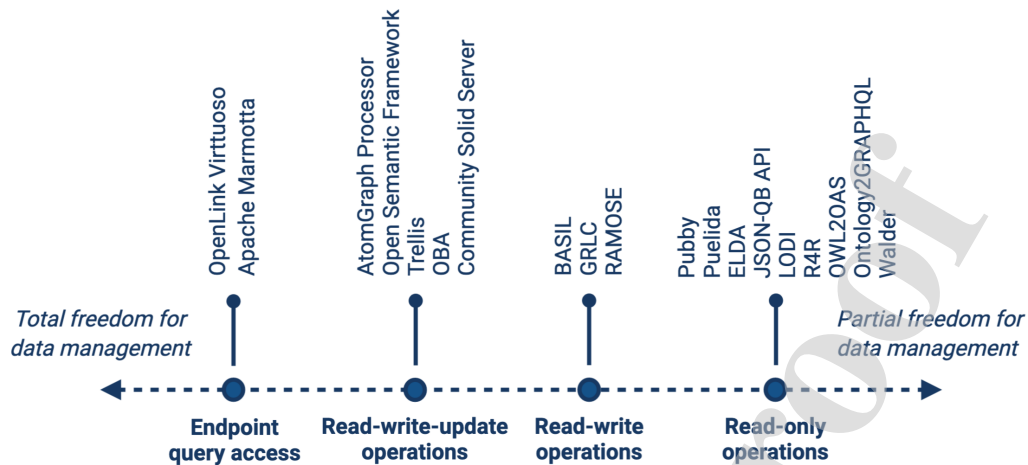 OpenLink Virttuoso
Apache Marmotta
AtomGraph Processor
Open Semantic Framework
Trellis
OBA
Community Solid Server
BASIL
GRLC
RAMOSE
Pubby
Puelida
ELDA
JSON-QB API
LODI
R4R
OWL2OAS
Ontology2GRAPHQL
Walder
Total freedom for
data management
Partial freedom for
data management
Endpoint
query access
Read-write-update
operations
Read-write
operations
Read-only
operations
roof